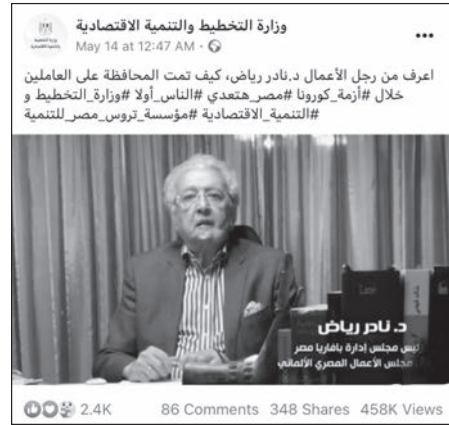 وزارة التخطيط والتنمية الاقتصادية
May 14 at 12:47 AM ·
اعرف من رجل الأعمال د.نادر رياض، كيف تمت المحافظة على العاملين
خلال #أزمة_كورونا #مصر_هتعدي #الناس_أولا #وزارة_التخطيط و
#التنمية_الاقتصادية #مؤسسة_تروس_مصر_للتنمية
د. نادر رياض
رئيس مجلس إدارة بافاريا مصر
مجلس الأعمال المصري الألماني
2.4K 86 Comments 348 Shares 458K Views